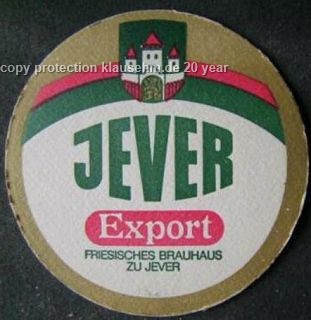 copy protection klausehm.de 20 year
JEVER
Export
FRIESISCHES BRAUHAUS
ZU JEVER